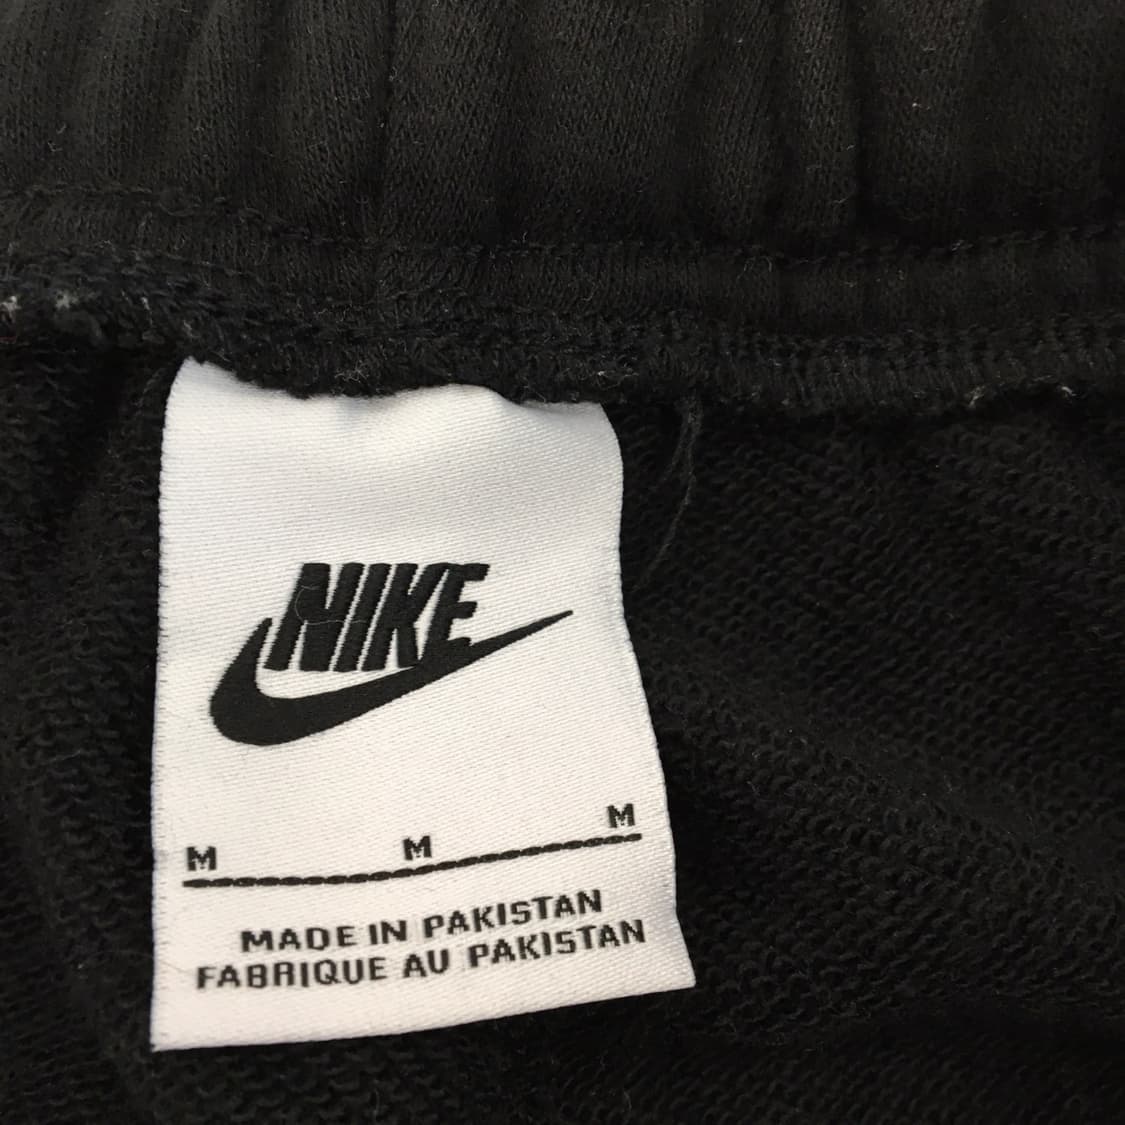 NIKE
M M M
MADE IN PAKISTAN
FABRIQUE AU PAKISTAN